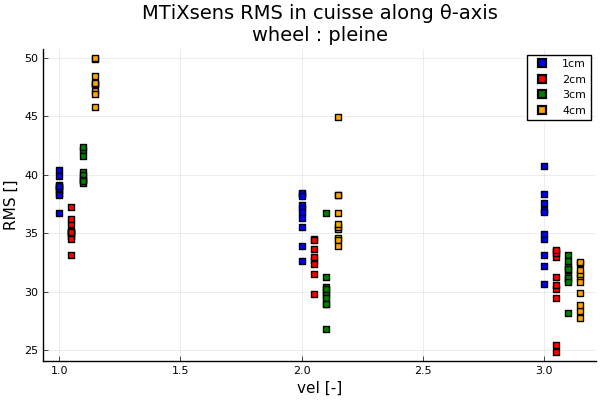 MTiXsens RMS in cuisse along θ-axis
wheel : pleine
50
45
40
35
30
25
RMS []
1cm
2cm
3cm
4cm
1.0
1.5
2.0
2.5
3.0
vel [-]